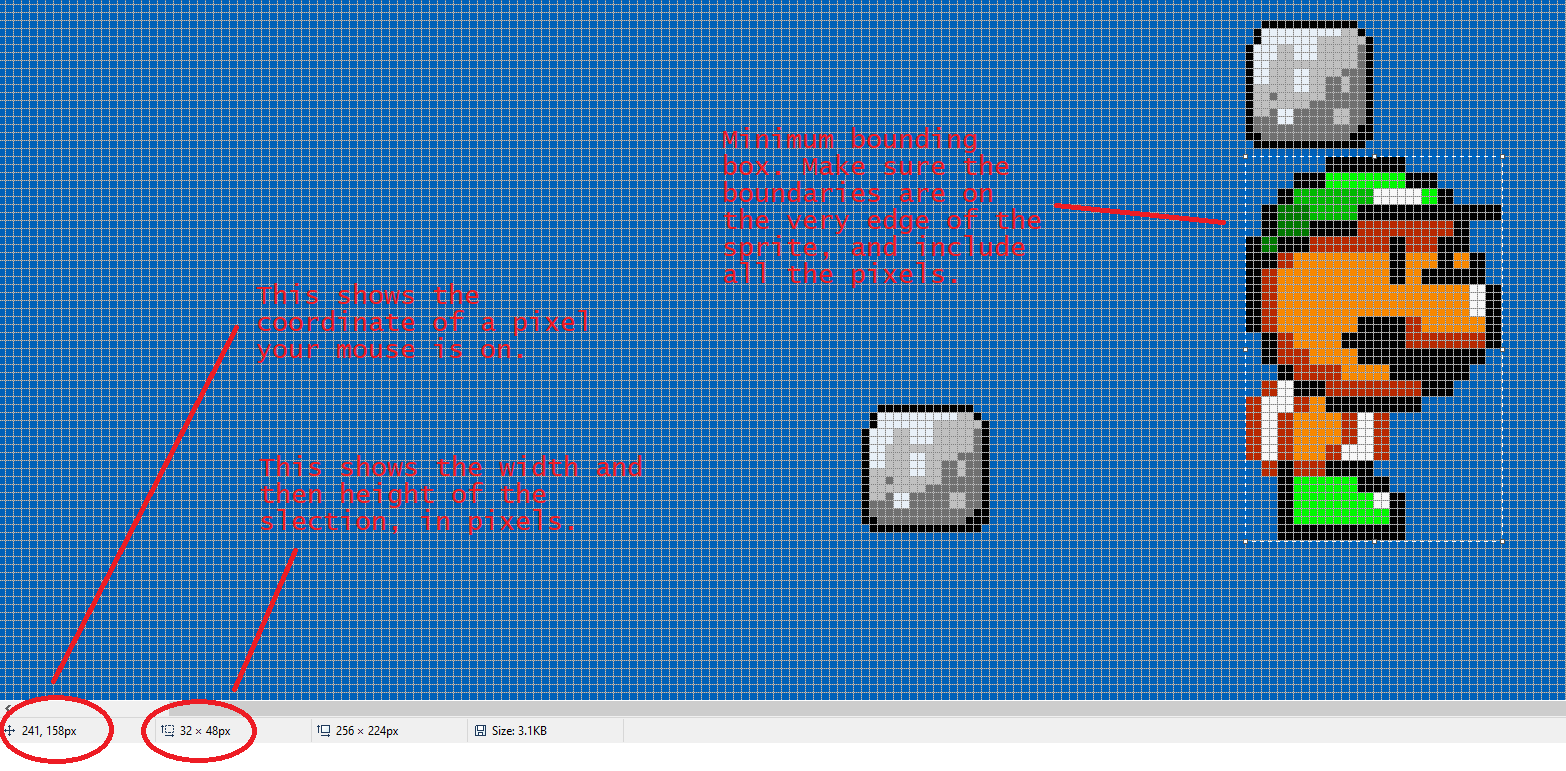 Minimum bounding
box. Make sure the
boundaries are on
the very edge of the
sprite, and include
all the pixels.
This shows the
coordinate of a pixel
your mouse is on.
This shows the width and
then height of the
slection, in pixels.
241, 158px
32 × 48px
256 × 224px
Size: 3.1KB